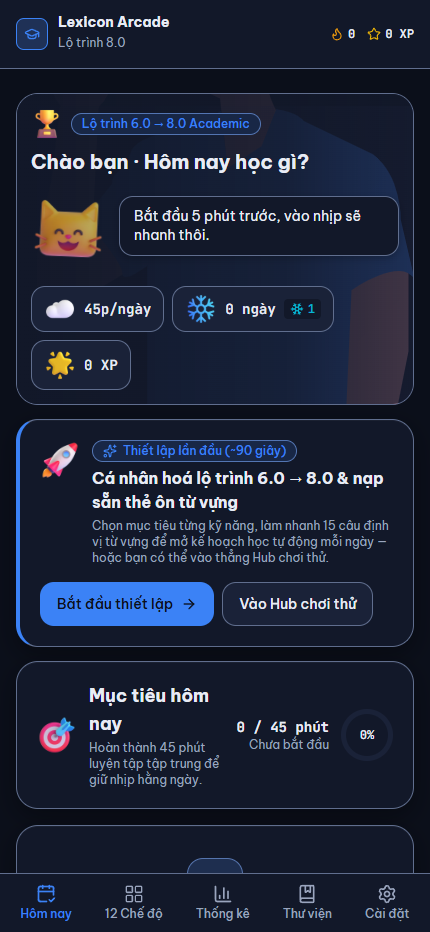 Lexicon Arcade
Lộ trình 8.0
0
0 XP
Lộ trình 6.0→8.0 Academic
Chào bạn · Hôm nay học gì?
Bắt đầu 5 phút trước, vào nhịp sẽ
nhanh thôi.
45p/ngày
0 ngày
1
0 XP
Thiết lập lần đầu (~90 giây)
Cá nhân hoá lộ trình 6.0→8.0 & nạp
sẵn thẻ ôn từ vựng
Chọn mục tiêu từng kỹ năng, làm nhanh 15 câu định
vị từ vựng để mở kế hoạch học tự động mỗi ngày —
hoặc bạn có thể vào thẳng Hub chơi thử.
Bắt đầu thiết lập →
Vào Hub chơi thử
Mục tiêu hôm
nay
Hoàn thành 45 phút
luyện tập tập trung để
giữ nhịp hằng ngày.
0 / 45 phút
Chưa bắt đầu
0%
Hôm nay
12 Chế độ
Thống kê
Thư viện
Cài đặt